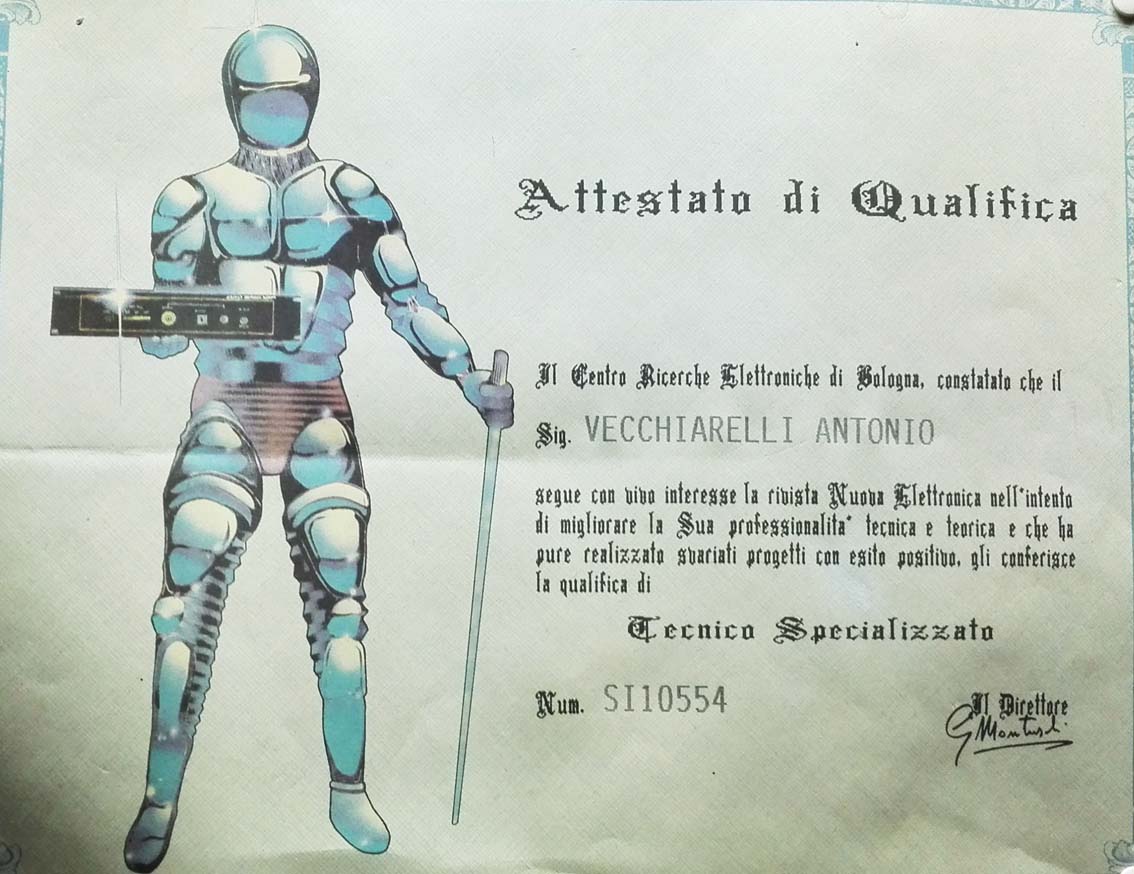 Attestato di Qualifica
Il Centro Ricerche Elettroniche di Bologna, constatato che il
Sig. VECCHIARELLI ANTONIO
segue con vivo interesse la rivista Nuova Elettronica nell'intento
di migliorare la Sua professionalita' tecnica e teorica e che ha
pure realizzato svariati progetti con esito positivo, gli conferisce
la qualifica di
Tecnico Specializzato
Num. SI10554
Il Direttore
G Montuschi